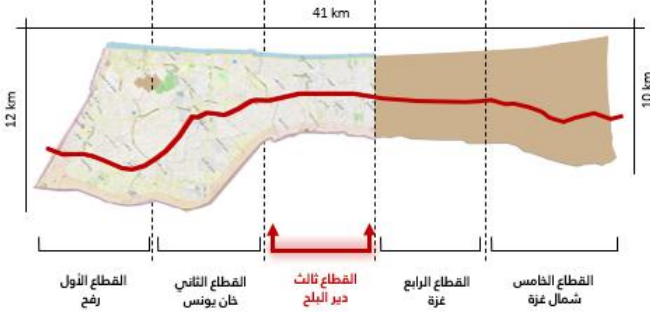 41 km
12 km
10 km
القطاع الأول
رفح
القطاع الثاني
خان يونس
القطاع ثالث
دير البلح
القطاع الرابع
غزة
القطاع الخامس
شمال غزة